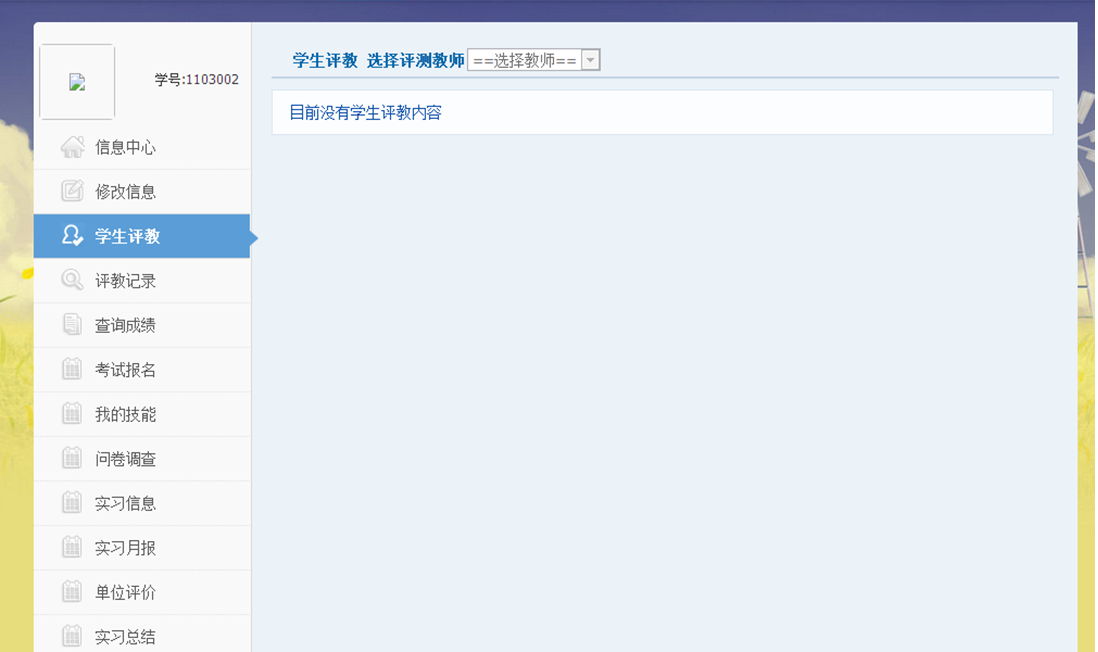 学号:1103002
信息中心
修改信息
学生评教
评教记录
查询成绩
考试报名
我的技能
问卷调查
实习信息
实习月报
单位评价
实习总结
学生评教 选择评测教师 ==选择教师==
目前没有学生评教内容